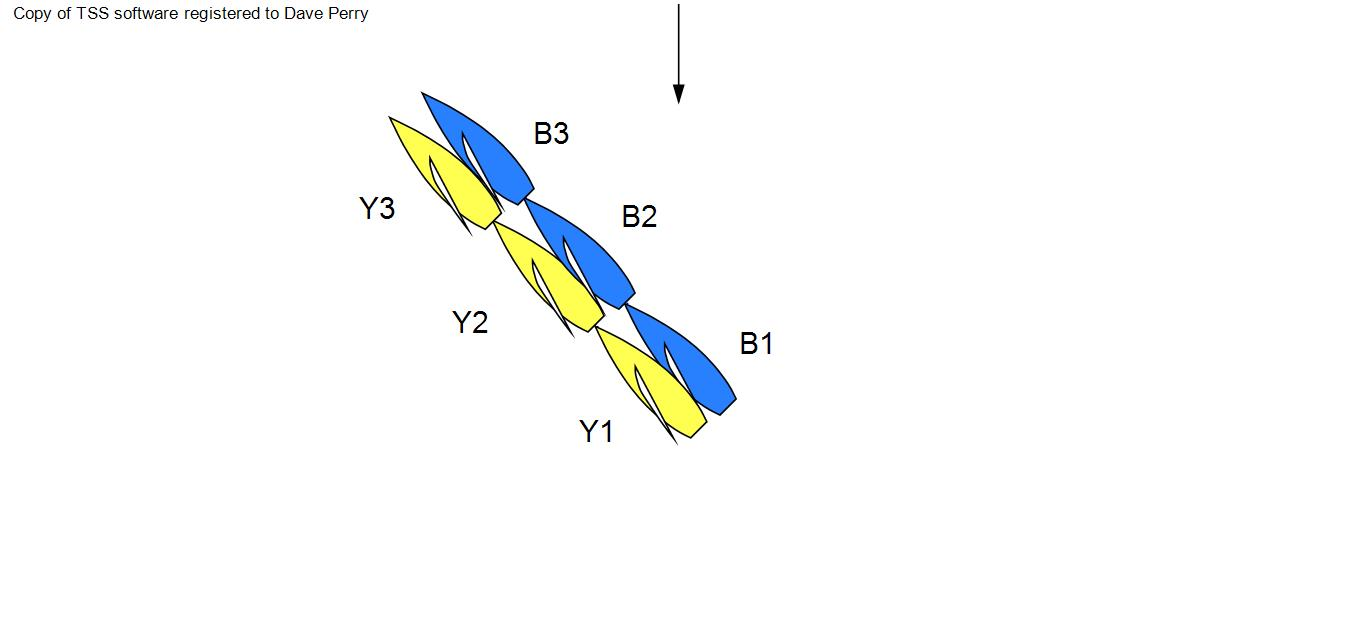 Copy of TSS software registered to Dave Perry
B3
Y3
B2
Y2
B1
Y1